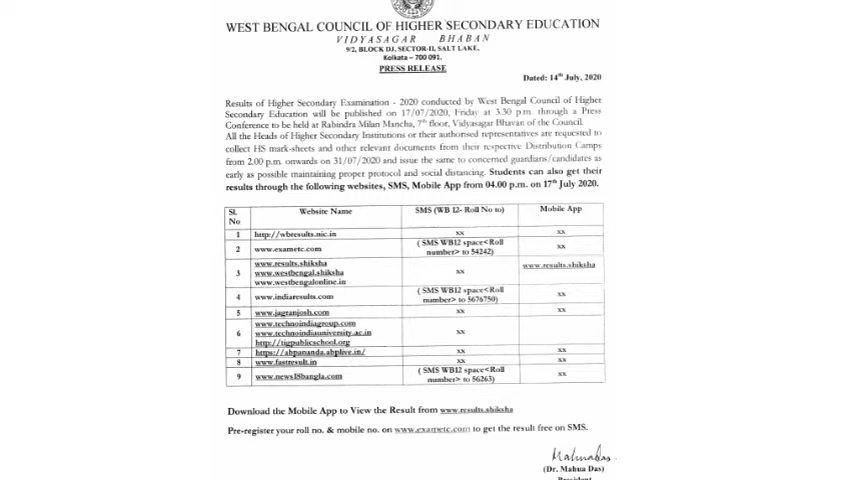 WEST BENGAL COUNCIL OF HIGHER SECONDARY EDUCATION
VIDYASAGAR BHABAN
9/2, BLOCK DJ, SECTOR-II, SALT LAKE,
Kolkata – 700 091.
PRESS RELEASE
Dated: 14th July, 2020
Results of Higher Secondary Examination - 2020 conducted by West Bengal Council of Higher
Secondary Education will be published on 17/07/2020, Friday at 3.30 p.m. through a Press
Conference to be held at Rabindra Milan Mancha, 7th floor, Vidyasagar Bhavan of the Council.
All the Heads of Higher Secondary Institutions or their authorised representatives are requested to
collect HS mark-sheets and other relevant documents from their respective Distribution Camps
from 2.00 p.m. onwards on 31/07/2020 and issue the same to concerned guardians/candidates as
early as possible maintaining proper protocol and social distancing. Students can also get their
results through the following websites, SMS, Mobile App from 04.00 p.m. on 17th July 2020.
Sl. No Website Name SMS (WB 12- Roll No to) Mobile App
1 http://wbresults.nic.in xx xx
2 www.exametc.com ( SMS WB12 space<Roll number> to 54242) xx
3 www.results.shiksha xx www.results.shiksha
www.westbengal.shiksha
www.westbengalonline.in
4 www.indiaresults.com ( SMS WB12 space<Roll number> to 5676750) xx
5 www.jagranjosh.com xx xx
6 www.technoindiagroup.com xx
www.technoindiauniversity.ac.in
http://tigpublicschool.org
7 https://abpananda.abplive.in/ xx xx
8 www.fastresult.in xx xx
9 www.news18bangla.com ( SMS WB12 space<Roll number> to 56263) xx
Download the Mobile App to View the Result from www.results.shiksha
Pre-register your roll no. & mobile no. on www.exametc.com to get the result free on SMS.
(Dr. Mahua Das)
President